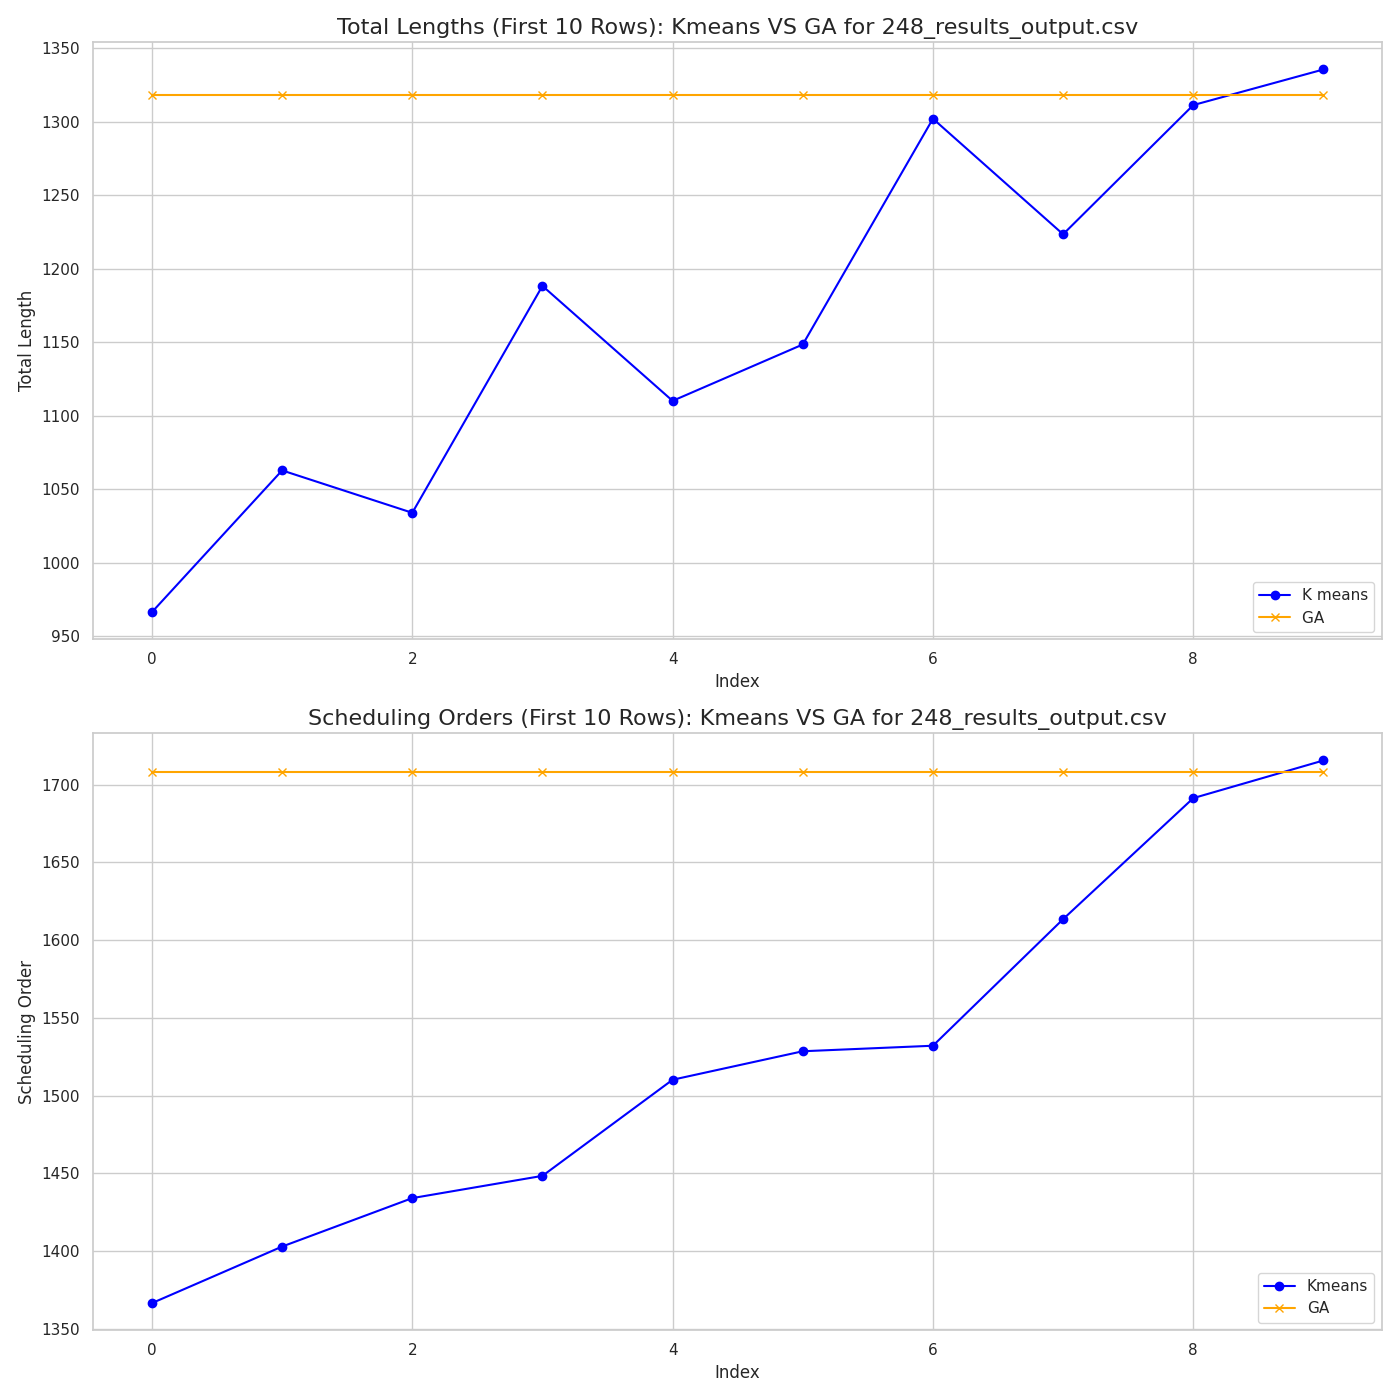 Total Lengths (First 10 Rows): Kmeans VS GA for 248_results_output.csv
1350
1300
1250
1200
1150
1100
1050
1000
950
Total Length
K means
GA
0 2 4 6 8
Index
Scheduling Orders (First 10 Rows): Kmeans VS GA for 248_results_output.csv
1700
1650
1600
1550
1500
1450
1400
1350
Scheduling Order
Kmeans
GA
0 2 4 6 8
Index